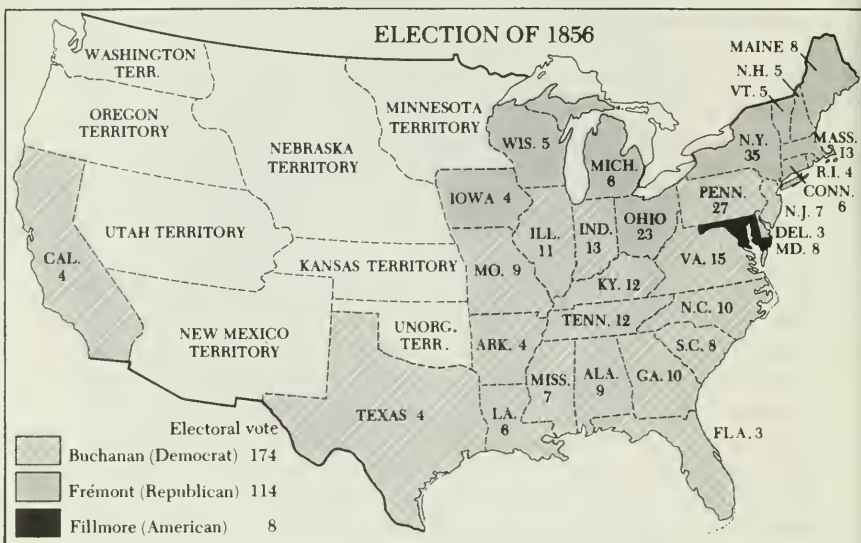 ELECTION OF 1856
WASHINGTON
TERR.
OREGON
TERRITORY
NEBRASKA
TERRITORY
MINNESOTA
TERRITORY
UTAH TERRITORY
KANSAS TERRITORY
NEW MEXICO
TERRITORY
UNORG.
TERR.
CAL.
4
TEXAS 4
WIS. 5
MICH.
6
IOWA 4
ILL.
11
IND.
13
OHIO
23
MO. 9
KY. 12
TENN. 12
ARK. 4
LA.
6
MISS.
7
ALA.
9
GA. 10
FLA. 3
S.C. 8
N.C. 10
VA. 15
PENN.
27
N.Y.
35
MAINE 8
N.H. 5
VT. 5
MASS.
13
R.I. 4
CONN.
6
N.J. 7
DEL. 3
MD. 8
Electoral vote
Buchanan (Democrat) 174
Frémont (Republican) 114
Fillmore (American) 8